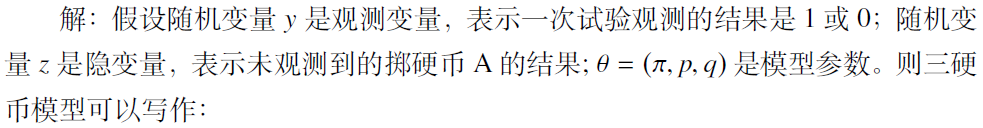 解：假设随机变量 y 是观测变量，表示一次试验观测的结果是 1 或 0；随机变
量 z 是隐变量，表示未观测到的掷硬币 A 的结果; θ = (π, p, q) 是模型参数。则三硬
币模型可以写作：